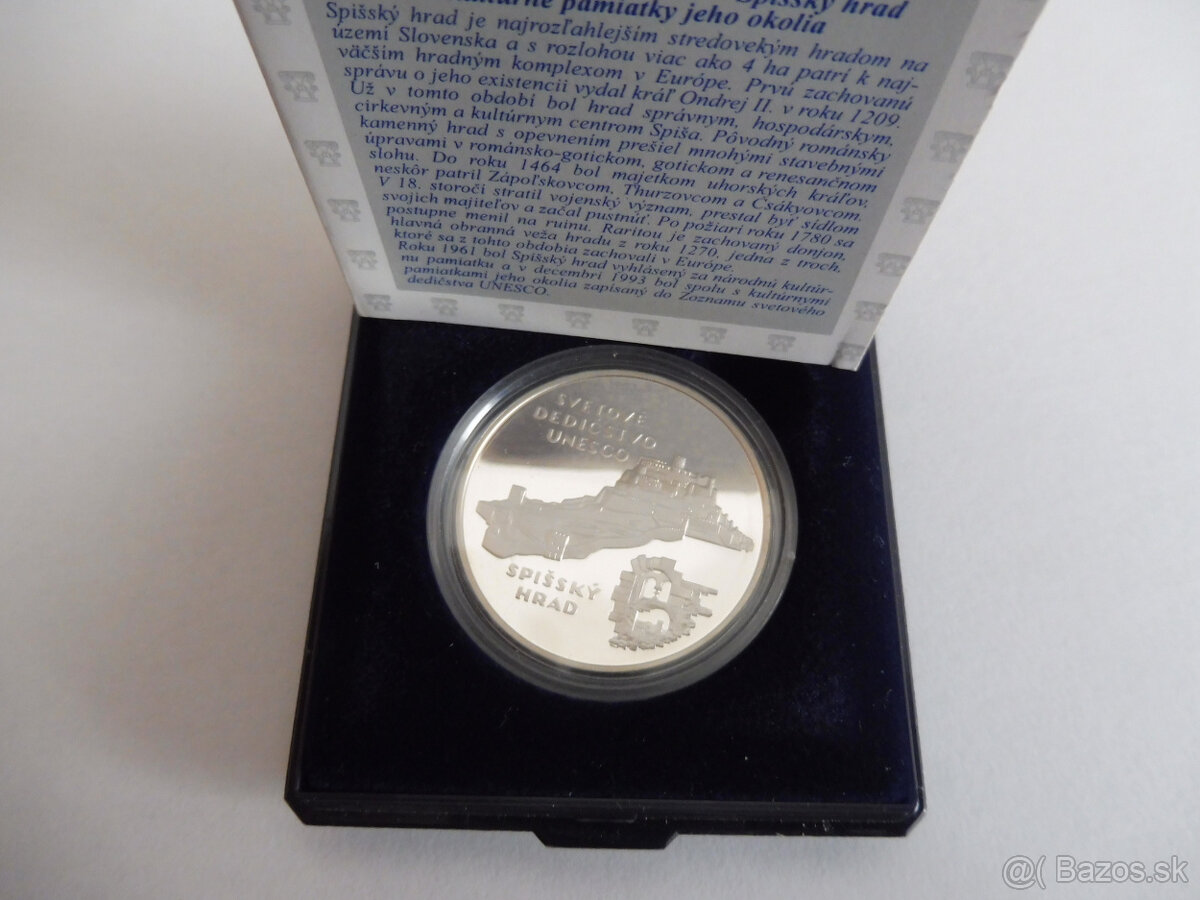 Spišský hrad
pamiatky jeho okolia
Spišský hrad je najrozľahlejším stredovekým hradom na
území Slovenska a s rozlohou viac ako 4 ha patrí k naj-
väčším hradným komplexom v Európe. Prvú zachovanú
správu o jeho existencii vydal kráľ Ondrej II. v roku 1209.
Už v tomto období bol hrad správnym, hospodárskym,
cirkevným a kultúrnym centrom Spiša. Pôvodný románsky
kamenný hrad s opevnením prešiel mnohými stavebnými
úpravami v románsko-gotickom, gotickom a renesančnom
slohu. Do roku 1464 bol majetkom uhorských kráľov,
neskôr patril Zápoľskovcom, Thurzovcom a Csákyovcom.
V 18. storočí stratil vojenský význam, prestal byť sídlom
svojich majiteľov a začal pustnúť. Po požiari roku 1780 sa
postupne menil na ruinu. Raritou je zachovaný donjon,
hlavná obranná veža hradu z roku 1270, jedna z troch,
ktoré sa z tohto obdobia zachovali v Európe.
Roku 1961 bol Spišský hrad vyhlásený za národnú kultúr-
nu pamiatku a v decembri 1993 bol spolu s kultúrnymi
pamiatkami jeho okolia zapísaný do Zoznamu svetového
dedičstva UNESCO.
SVETOVÉ
DEDIČSTVO
UNESCO
SPIŠSKÝ
HRAD
@( Bazos.sk